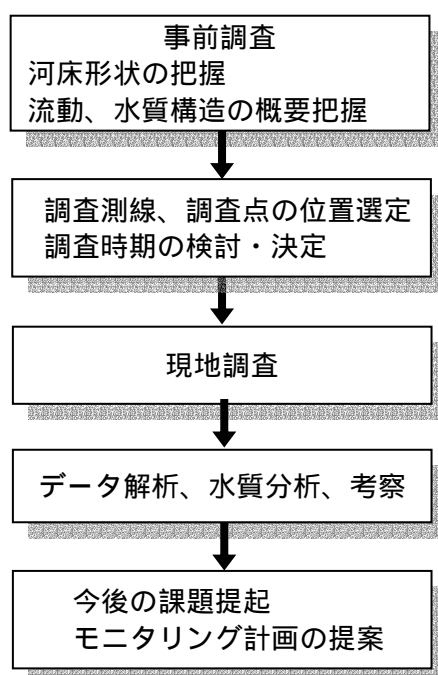 事前調査
河床形状の把握
流動、水質構造の概要把握
調査測線、調査点の位置選定
調査時期の検討・決定
現地調査
データ解析、水質分析、考察
今後の課題提起
モニタリング計画の提案